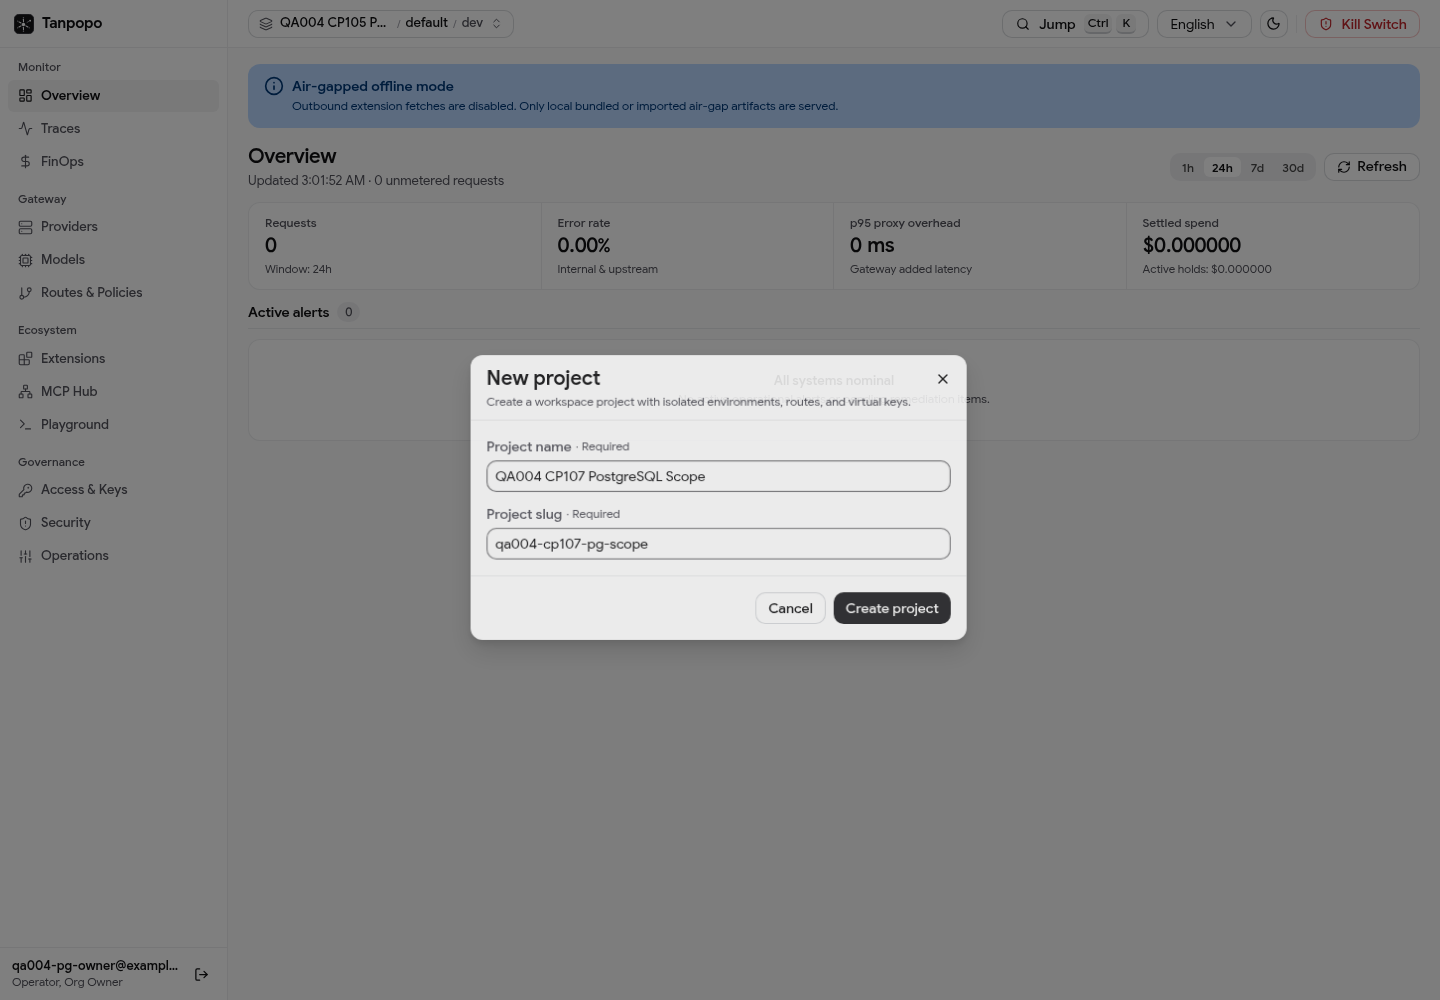 Tanpopo
QA004 CP105 P... / default / dev
Jump Ctrl K
English
Kill Switch
Monitor
Overview
Traces
FinOps
Gateway
Providers
Models
Routes & Policies
Ecosystem
Extensions
MCP Hub
Playground
Governance
Access & Keys
Security
Operations
qa004-pg-owner@exampl...
Operator, Org Owner
Air-gapped offline mode
Outbound extension fetches are disabled. Only local bundled or imported air-gap artifacts are served.
Overview
Updated 3:01:52 AM · 0 unmetered requests
1h 24h 7d 30d
Refresh
Requests
0
Window: 24h
Error rate
0.00%
Internal & upstream
p95 proxy overhead
0 ms
Gateway added latency
Settled spend
$0.000000
Active holds: $0.000000
Active alerts 0
All systems nominal
items.
New project
Create a workspace project with isolated environments, routes, and virtual keys.
Project name · Required
QA004 CP107 PostgreSQL Scope
Project slug · Required
qa004-cp107-pg-scope
Cancel
Create project